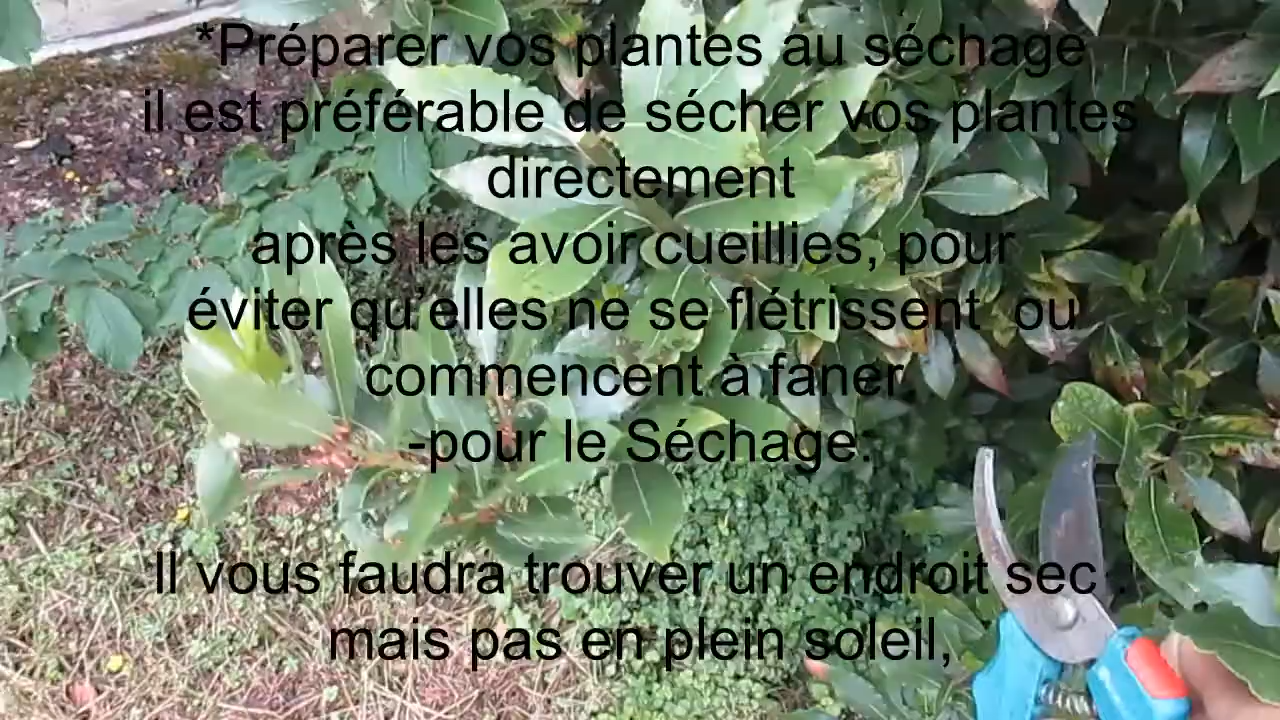 *Préparer vos plantes au séchage
il est préférable de sécher vos plantes
directement
après les avoir cueillies, pour
éviter qu'elles ne se flétrissent ou
commencent à faner
-pour le Séchage:
Il vous faudra trouver un endroit sec .
mais pas en plein soleil,